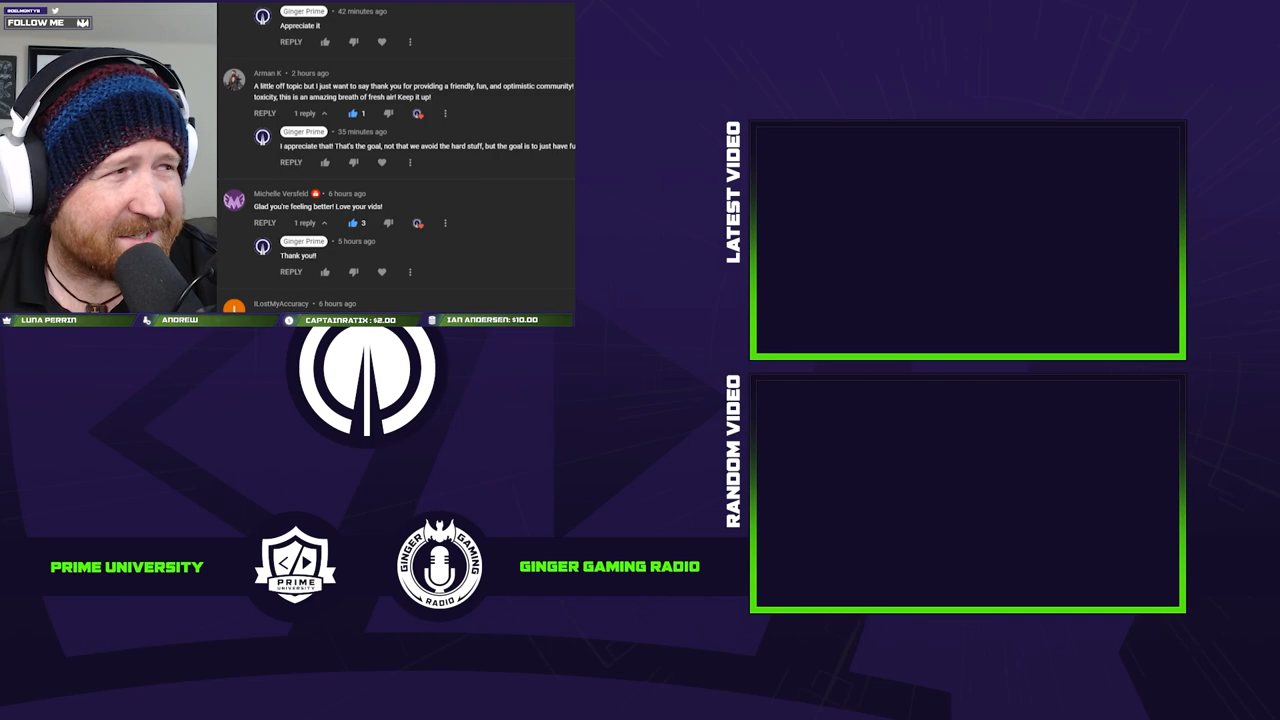 @GELMONTY8
FOLLOW ME
Ginger Prime • 42 minutes ago
Appreciate it
REPLY
Arman K • 2 hours ago
A little off topic but i just want to say thank you for providing a friendly, fun, and optimistic community!
toxicity, this is an amazing breath of fresh air! Keep it up!
REPLY 1 reply 1
Ginger Prime • 35 minutes ago
I appreciate that! That's the goal, not that we avoid the hard stuff, but the goal is to just have fu
REPLY
Michelle Versfeld • 6 hours ago
Glad you're feeling better! Love your vids!
REPLY 1 reply 3
Ginger Prime • 5 hours ago
Thank you!!
REPLY
ILostMyAccuracy • 6 hours ago
LUNA PERRIN
ANDREW
CAPTAINRATIX : $2.00
IAN ANDERSEN: $10.00
LATEST VIDEO
RANDOM VIDEO
PRIME UNIVERSITY
PRIME
UNIVERSITY
GINGER GAMING
RADIO
GINGER GAMING RADIO